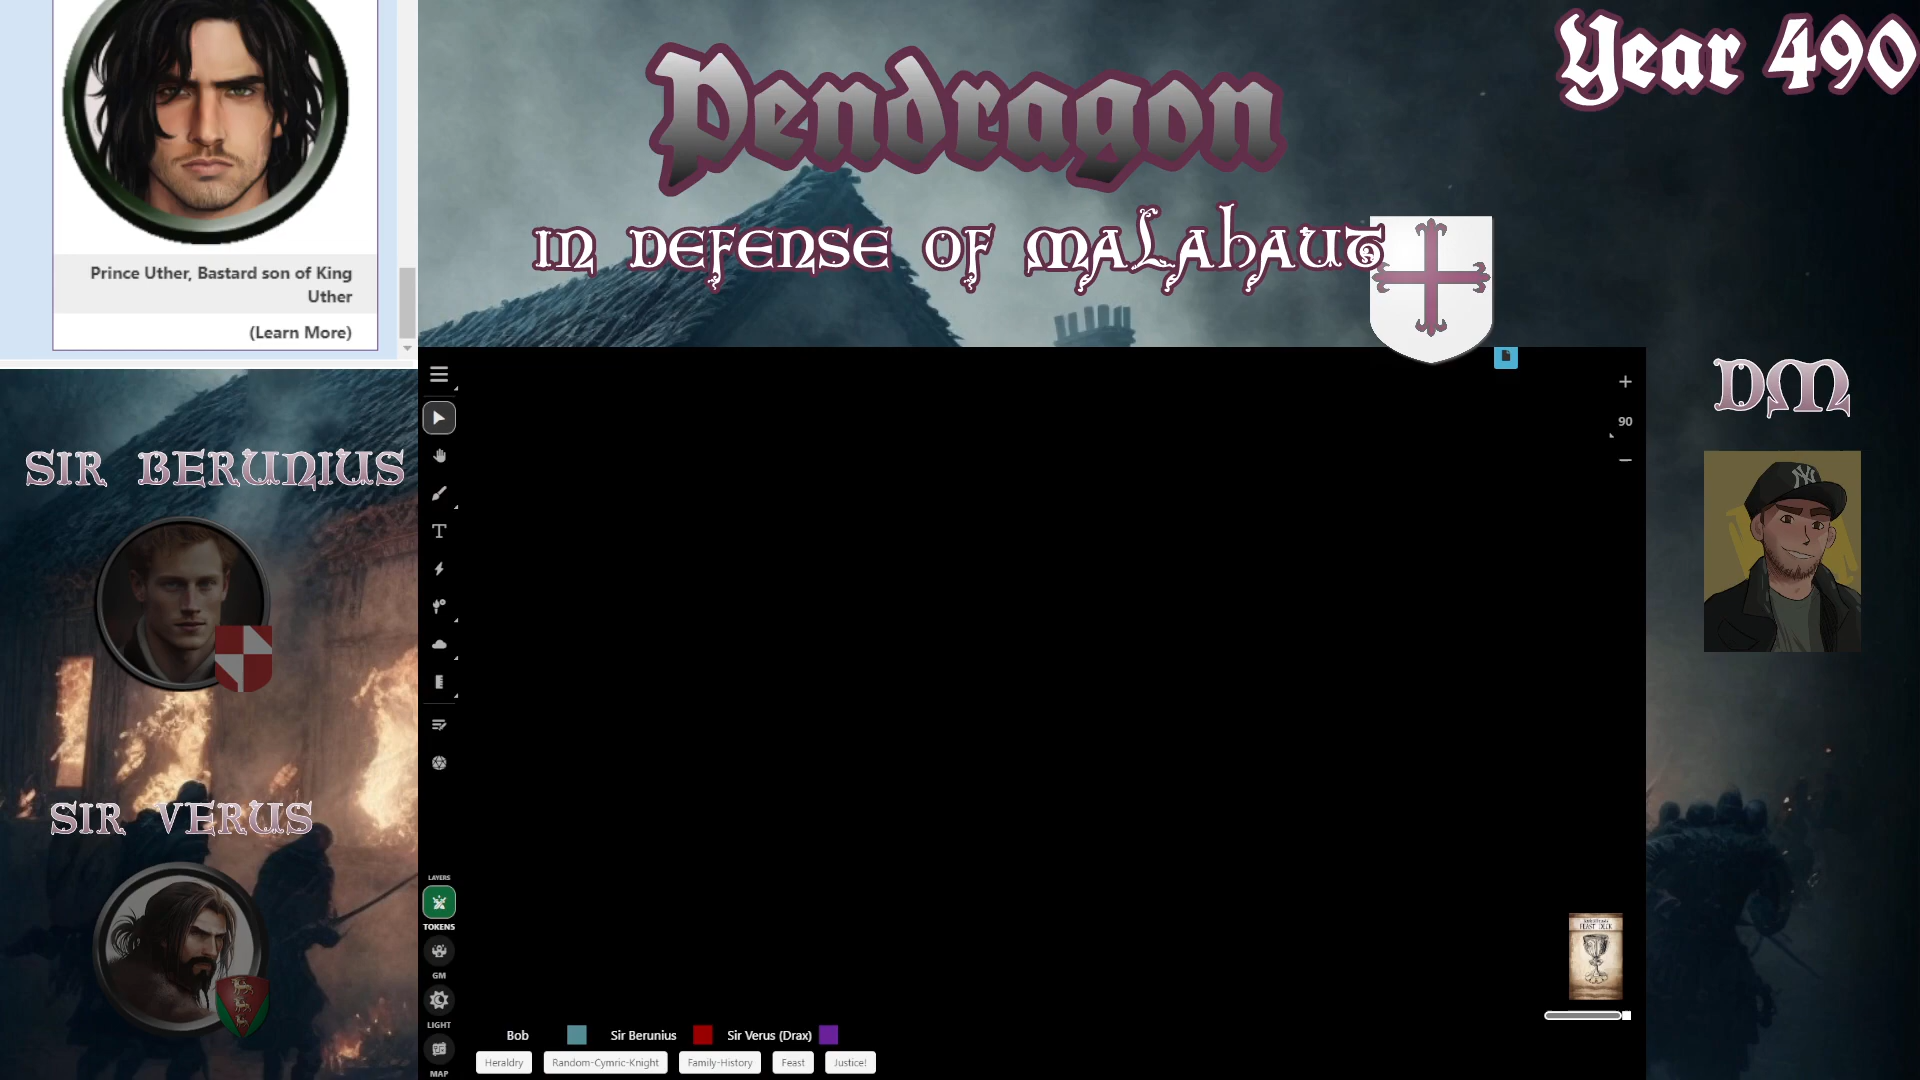 Year 490
Pendragon
IN DEFENSE OF MALAHAUT
Prince Uther, Bastard son of King
Uther
(Learn More)
90
DM
SIR BERUNIUS
SIR VERUS
LAYERS
TOKENS
GM
LIGHT
MAP
FEAST DECK
Bob
Sir Berunius
Sir Verus (Drax)
Heraldry
Random-Cymric-Knight
Family-History
Feast
Justice!